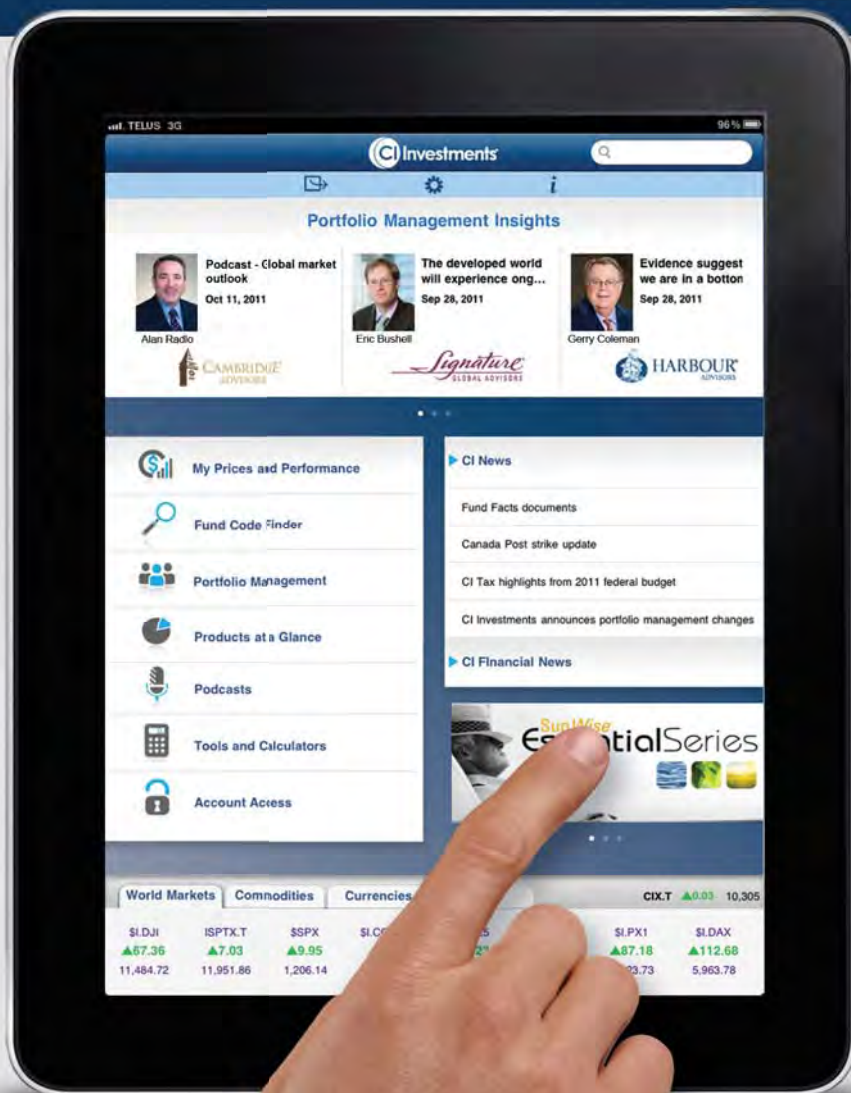 TELUS 3G
96%
CI Investments
i
Portfolio Management Insights
Podcast - Global market
outlook
Oct 11, 2011
Alan Radlo
CAMBRIDGE
ADVISORS
The developed world
will experience ong...
Sep 28, 2011
Eric Bushell
Signature
GLOBAL ADVISORS
Evidence suggest
we are in a botton
Sep 28, 2011
Gerry Coleman
HARBOUR
ADVISORS
My Prices and Performance
Fund Code Finder
Portfolio Management
Products at a Glance
Podcasts
Tools and Calculators
Account Access
CI News
Fund Facts documents
Canada Post strike update
CI Tax highlights from 2011 federal budget
CI Investments announces portfolio management changes
CI Financial News
SunWise
Series
World Markets Commodities Currencies
CIX.T ▲0.03 10,305
$I.DJI ISPTX.T $SPX $I.PX1 $I.DAX
▲67.36 ▲7.03 ▲9.95 ▲87.18 ▲112.68
11,484.72 11,951.86 1,206.14 5,963.78